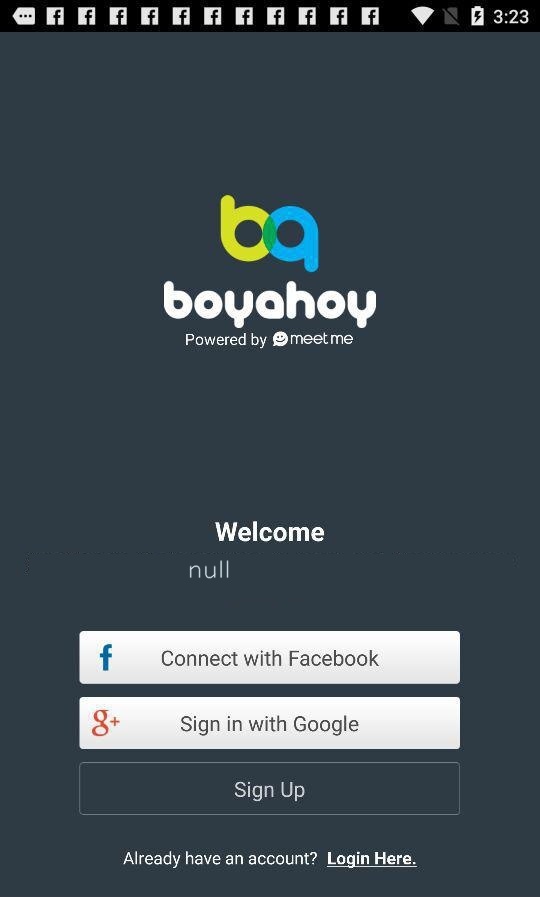 3:23
bq
boyahoy
Powered by meetme
Welcome
null
f Connect with Facebook
g+ Sign in with Google
Sign Up
Already have an account? Login Here.